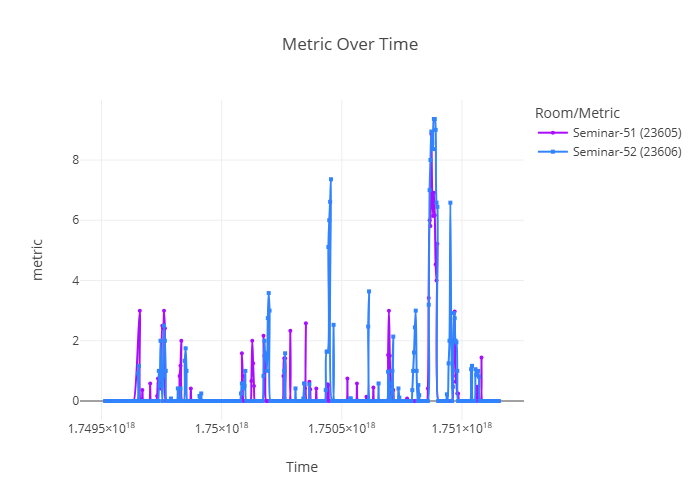 Metric Over Time
Room/Metric
Seminar-51 (23605)
Seminar-52 (23606)
metric
8
6
4
2
0
1.7495×10¹⁸
1.75×10¹⁸
1.7505×10¹⁸
1.751×10¹⁸
Time